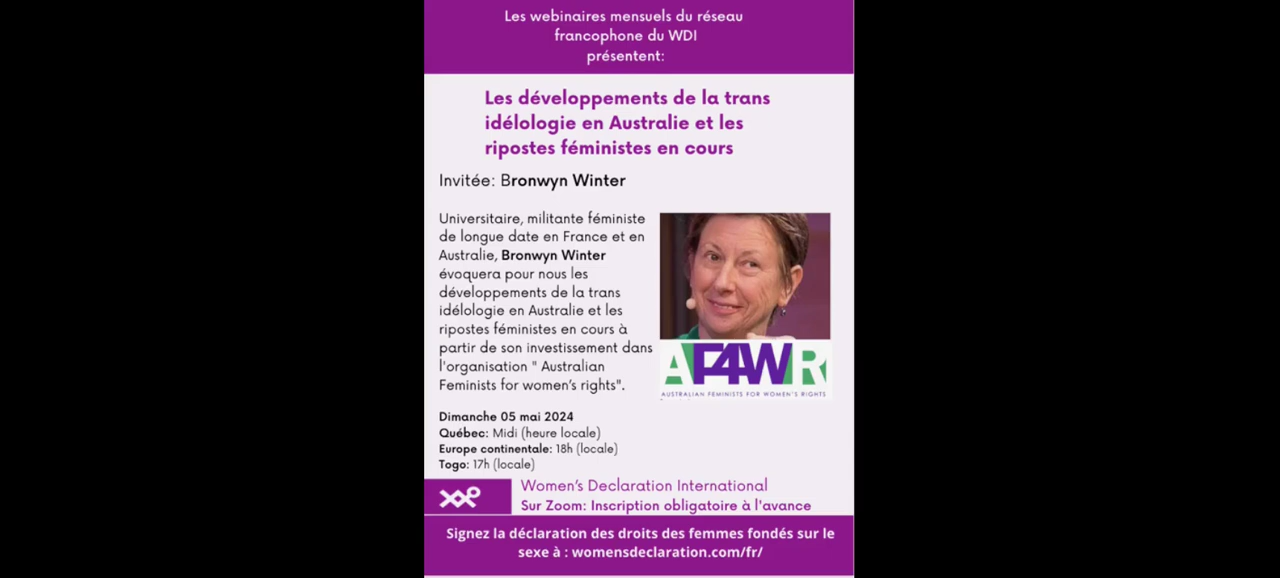 Les webinaires mensuels du réseau
francophone du WDI
présentent:
Les développements de la trans
idélologie en Australie et les
ripostes féministes en cours
Invitée: Bronwyn Winter
Universitaire, militante féministe
de longue date en France et en
Australie, Bronwyn Winter
évoquera pour nous les
développements de la trans
idélologie en Australie et les
ripostes féministes en cours à
partir de son investissement dans
l'organisation " Australian
Feminists for women's rights".
AF4WR
AUSTRALIAN FEMINISTS FOR WOMEN'S RIGHTS
Dimanche 05 mai 2024
Québec: Midi (heure locale)
Europe continentale: 18h (locale)
Togo: 17h (locale)
Women's Declaration International
Sur Zoom: Inscription obligatoire à l'avance
Signez la déclaration des droits des femmes fondés sur le
sexe à : womensdeclaration.com/fr/